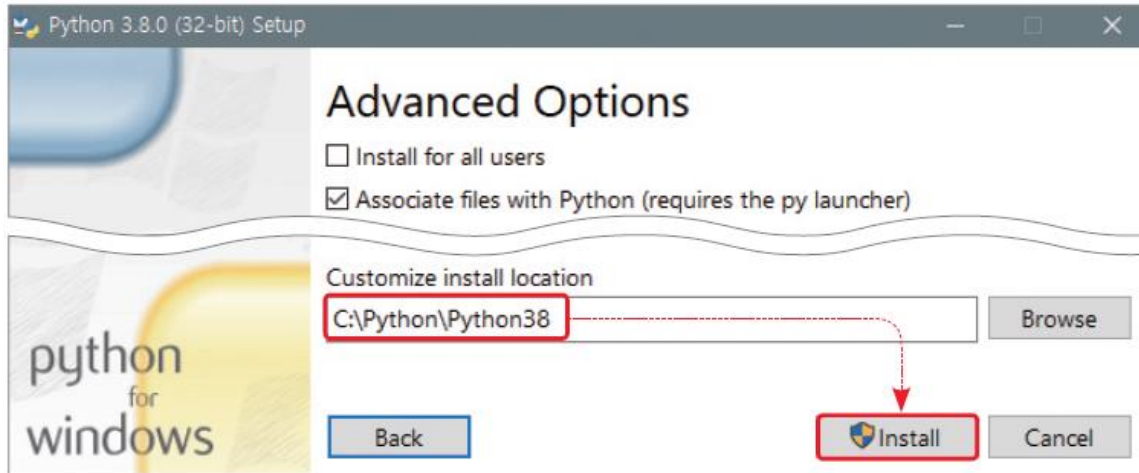 Python 3.8.0 (32-bit) Setup
Advanced Options
Install for all users
Associate files with Python (requires the py launcher)
Customize install location
C:\Python\Python38
Browse
python
for
windows
Back
Install
Cancel